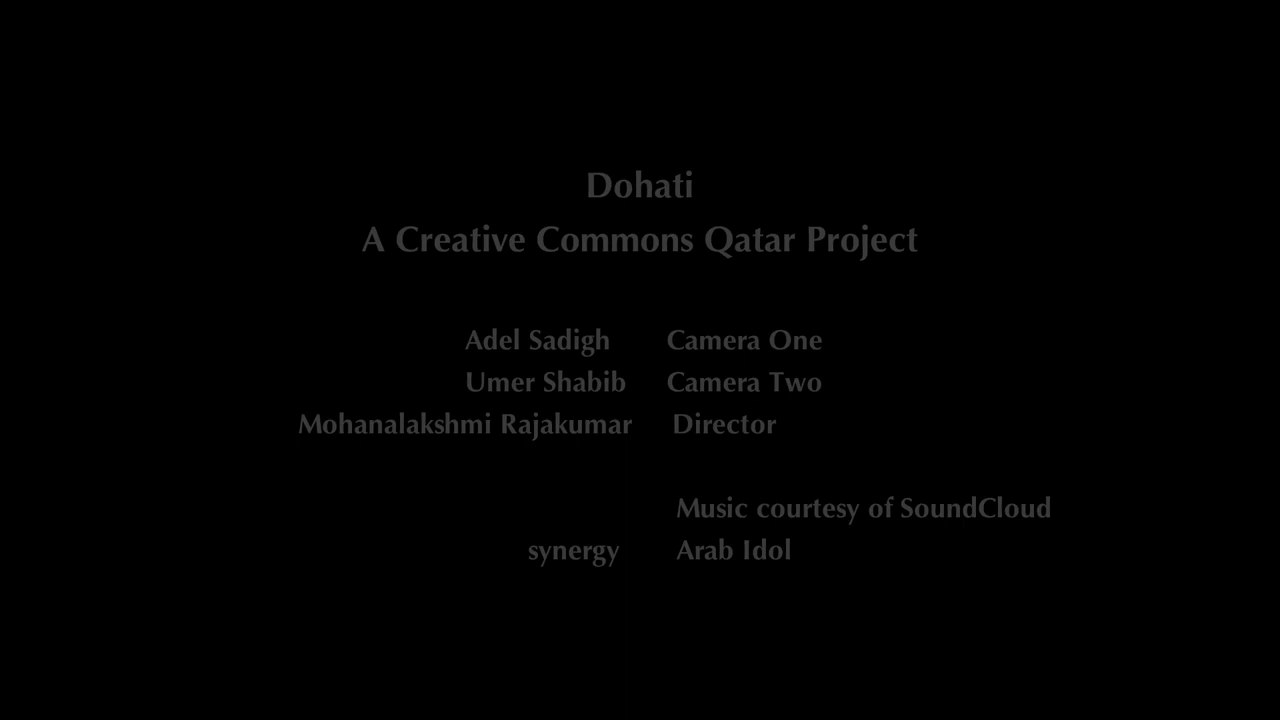 Dohati
A Creative Commons Qatar Project
Adel Sadigh Camera One
Umer Shabib Camera Two
Mohanalakshmi Rajakumar Director
Music courtesy of SoundCloud
synergy Arab Idol